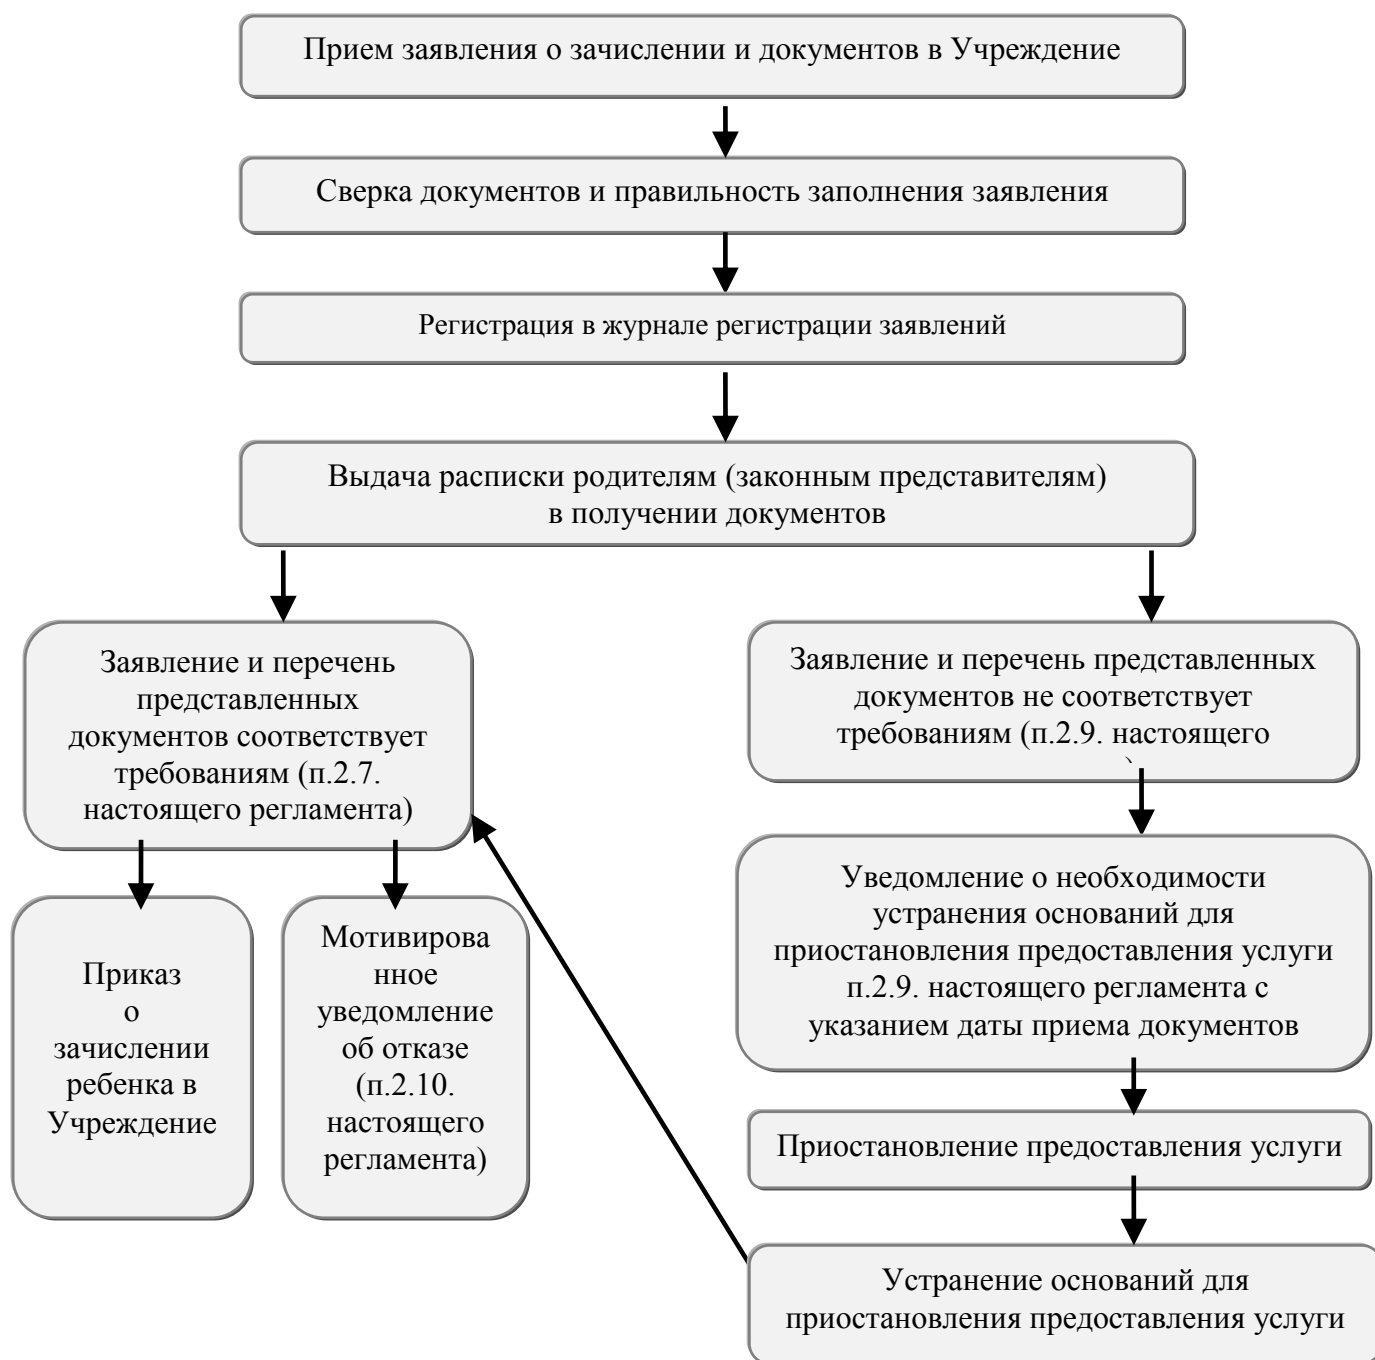 Прием заявления о зачислении и документов в Учреждение
Сверка документов и правильность заполнения заявления
Регистрация в журнале регистрации заявлений
Выдача расписки родителям (законным представителям)
в получении документов
Заявление и перечень
представленных
документов соответствует
требованиям (п.2.7.
настоящего регламента)
Заявление и перечень представленных
документов не соответствует
требованиям (п.2.9. настоящего
Приказ
о
зачислении
ребенка в
Учреждение
Мотивирова
нное
уведомление
об отказе
(п.2.10.
настоящего
регламента)
Уведомление о необходимости
устранения оснований для
приостановления предоставления услуги
п.2.9. настоящего регламента с
указанием даты приема документов
Приостановление предоставления услуги
Устранение оснований для
приостановления предоставления услуги